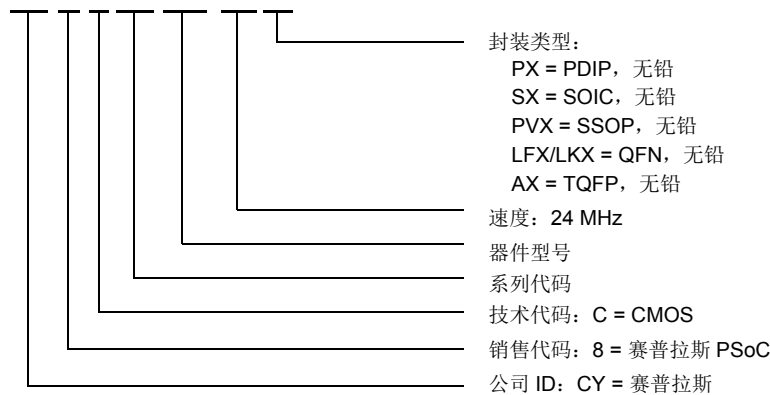 封装类型：
PX = PDIP，无铅
SX = SOIC，无铅
PVX = SSOP，无铅
LFX/LKX = QFN，无铅
AX = TQFP，无铅
速度：24 MHz
器件型号
系列代码
技术代码：C = CMOS
销售代码：8 = 赛普拉斯 PSoC
公司 ID：CY = 赛普拉斯